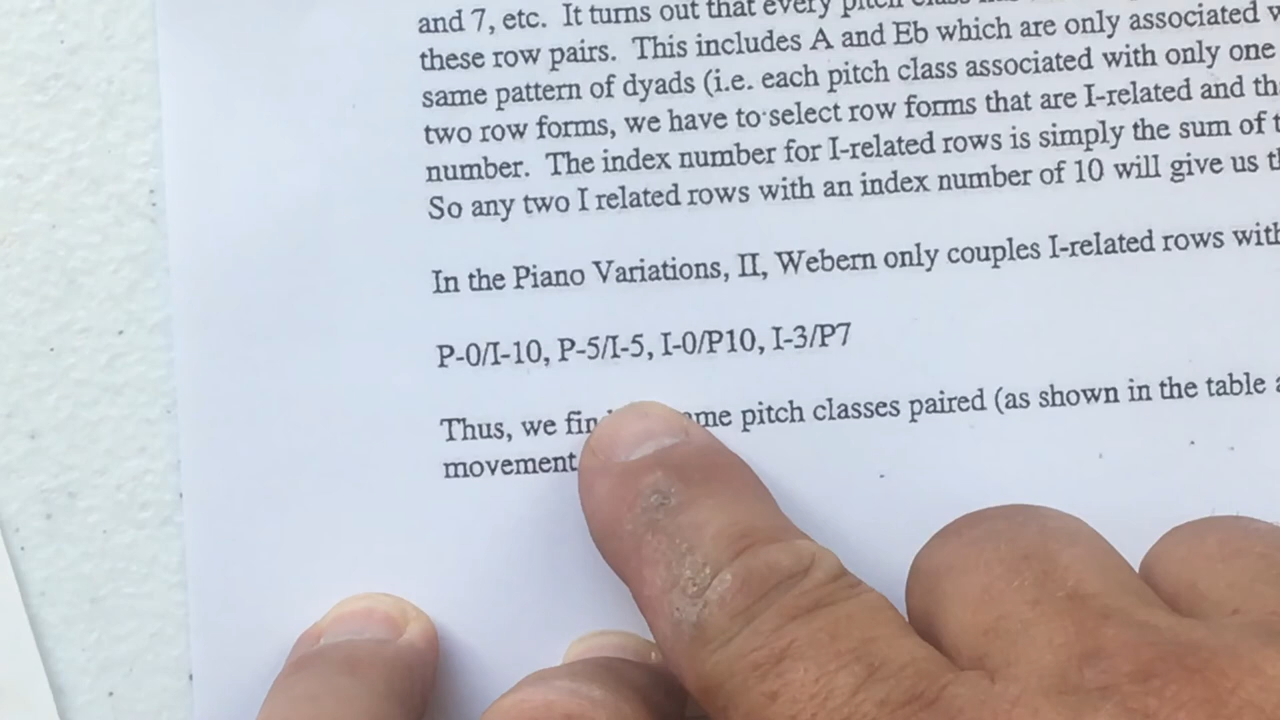 and 7, etc. It turns out that every pitch class
these row pairs. This includes A and Eb which are only associated
same pattern of dyads (i.e. each pitch class associated with only one
two row forms, we have to select row forms that are I-related and
number. The index number for I-related rows is simply the sum of
So any two I related rows with an index number of 10 will give us
In the Piano Variations, II, Webern only couples I-related rows
P-0/I-10, P-5/I-5, I-0/P10, I-3/P7
Thus, we pitch classes paired (as shown in the table
movement